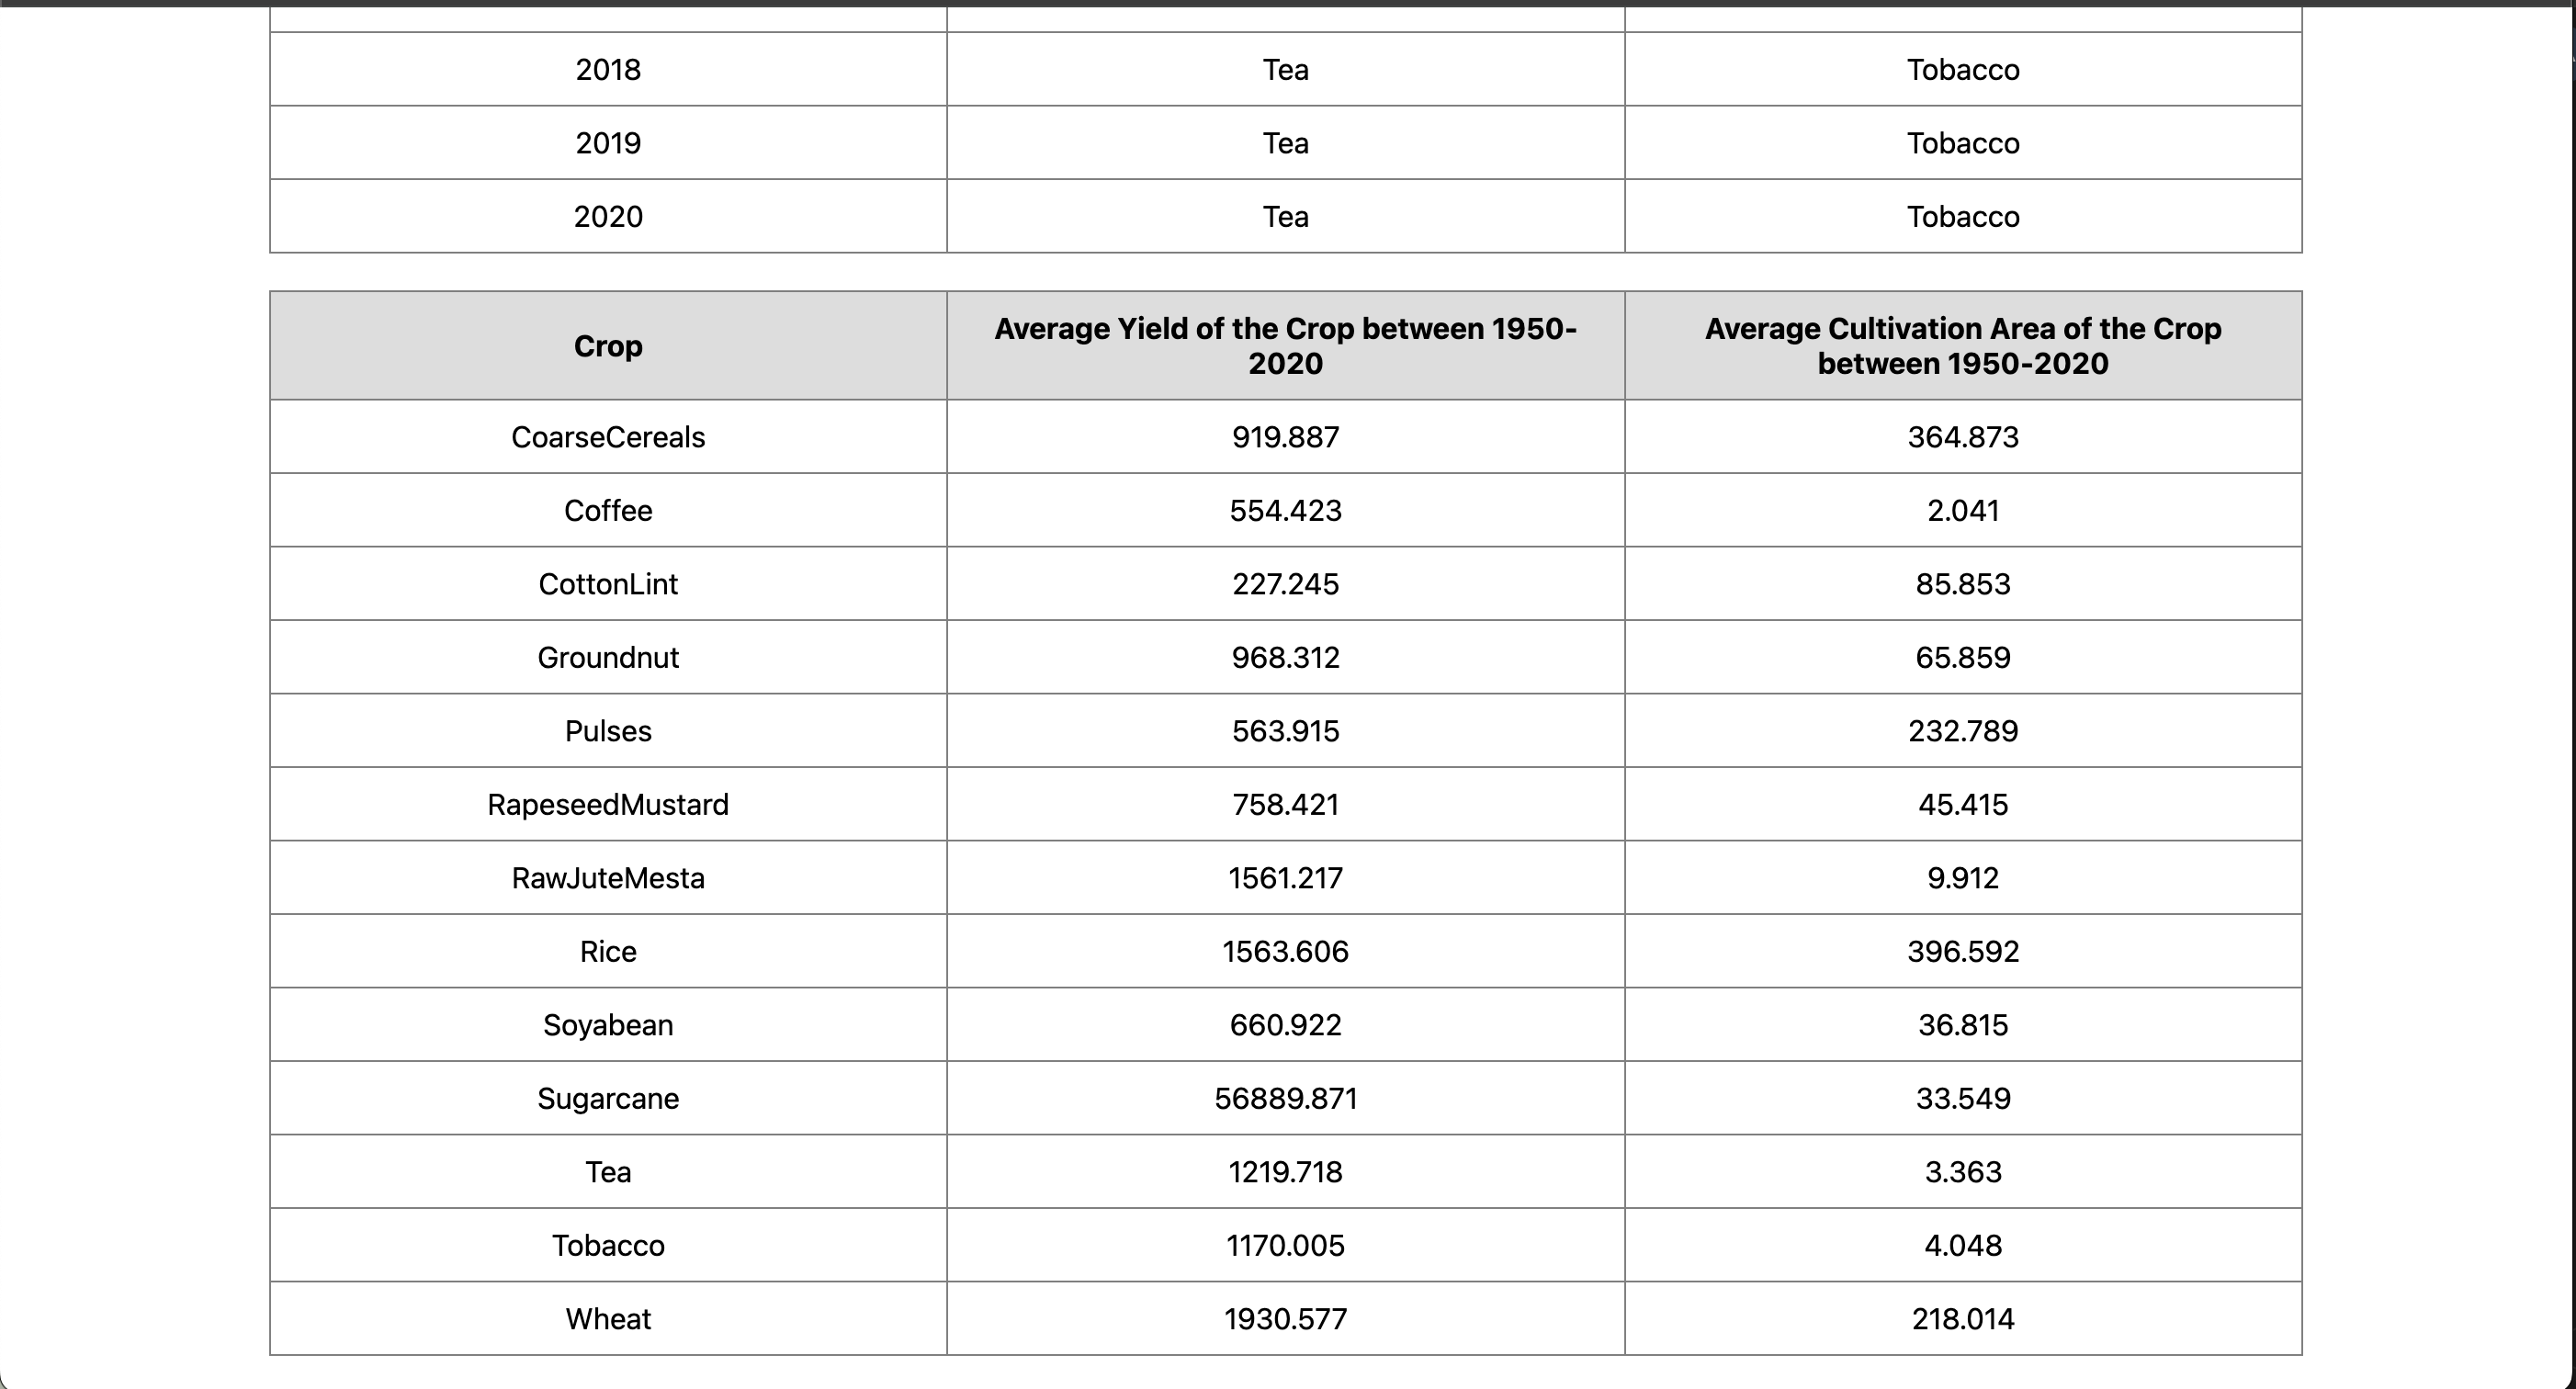 2018 Tea Tobacco
2019 Tea Tobacco
2020 Tea Tobacco
Crop Average Yield of the Crop between 1950-2020 Average Cultivation Area of the Crop between 1950-2020
CoarseCereals 919.887 364.873
Coffee 554.423 2.041
CottonLint 227.245 85.853
Groundnut 968.312 65.859
Pulses 563.915 232.789
RapeseedMustard 758.421 45.415
RawJuteMesta 1561.217 9.912
Rice 1563.606 396.592
Soyabean 660.922 36.815
Sugarcane 56889.871 33.549
Tea 1219.718 3.363
Tobacco 1170.005 4.048
Wheat 1930.577 218.014